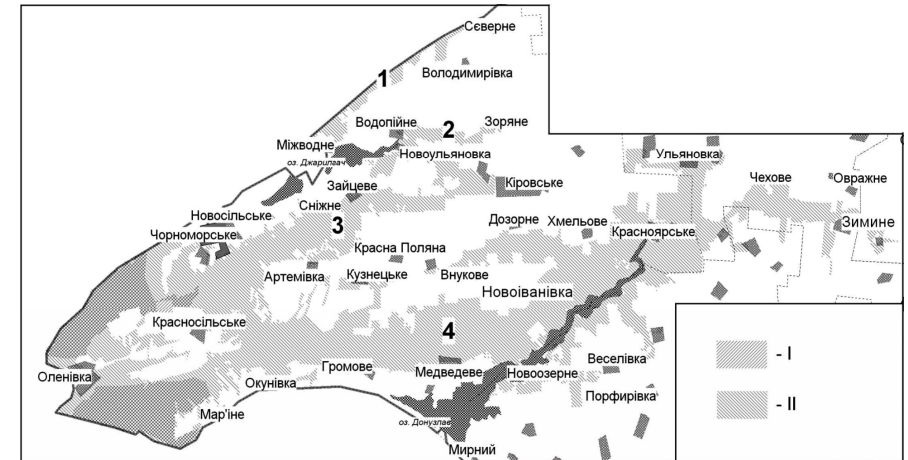 Сєверне
1
Володимирівка
Водопійне
2
Зоряне
Міжводне
оз. Джарилгач
Новоульяновка
Ульяновка
Зайцеве
Кіровське
Чехове
Овражне
Сніжне
Новосільське
3
Дозорне
Хмельове
Красноярське
Зимине
Чорноморське
Красна Поляна
Артемівка
Кузнецьке
Внукове
Новоіванівка
Красносільське
4
- I
Оленівка
Громове
Медведеве
Новоозерне
Веселівка
Окунівка
Порфирівка
- II
Мар'їне
оз. Донузлав
Мирний